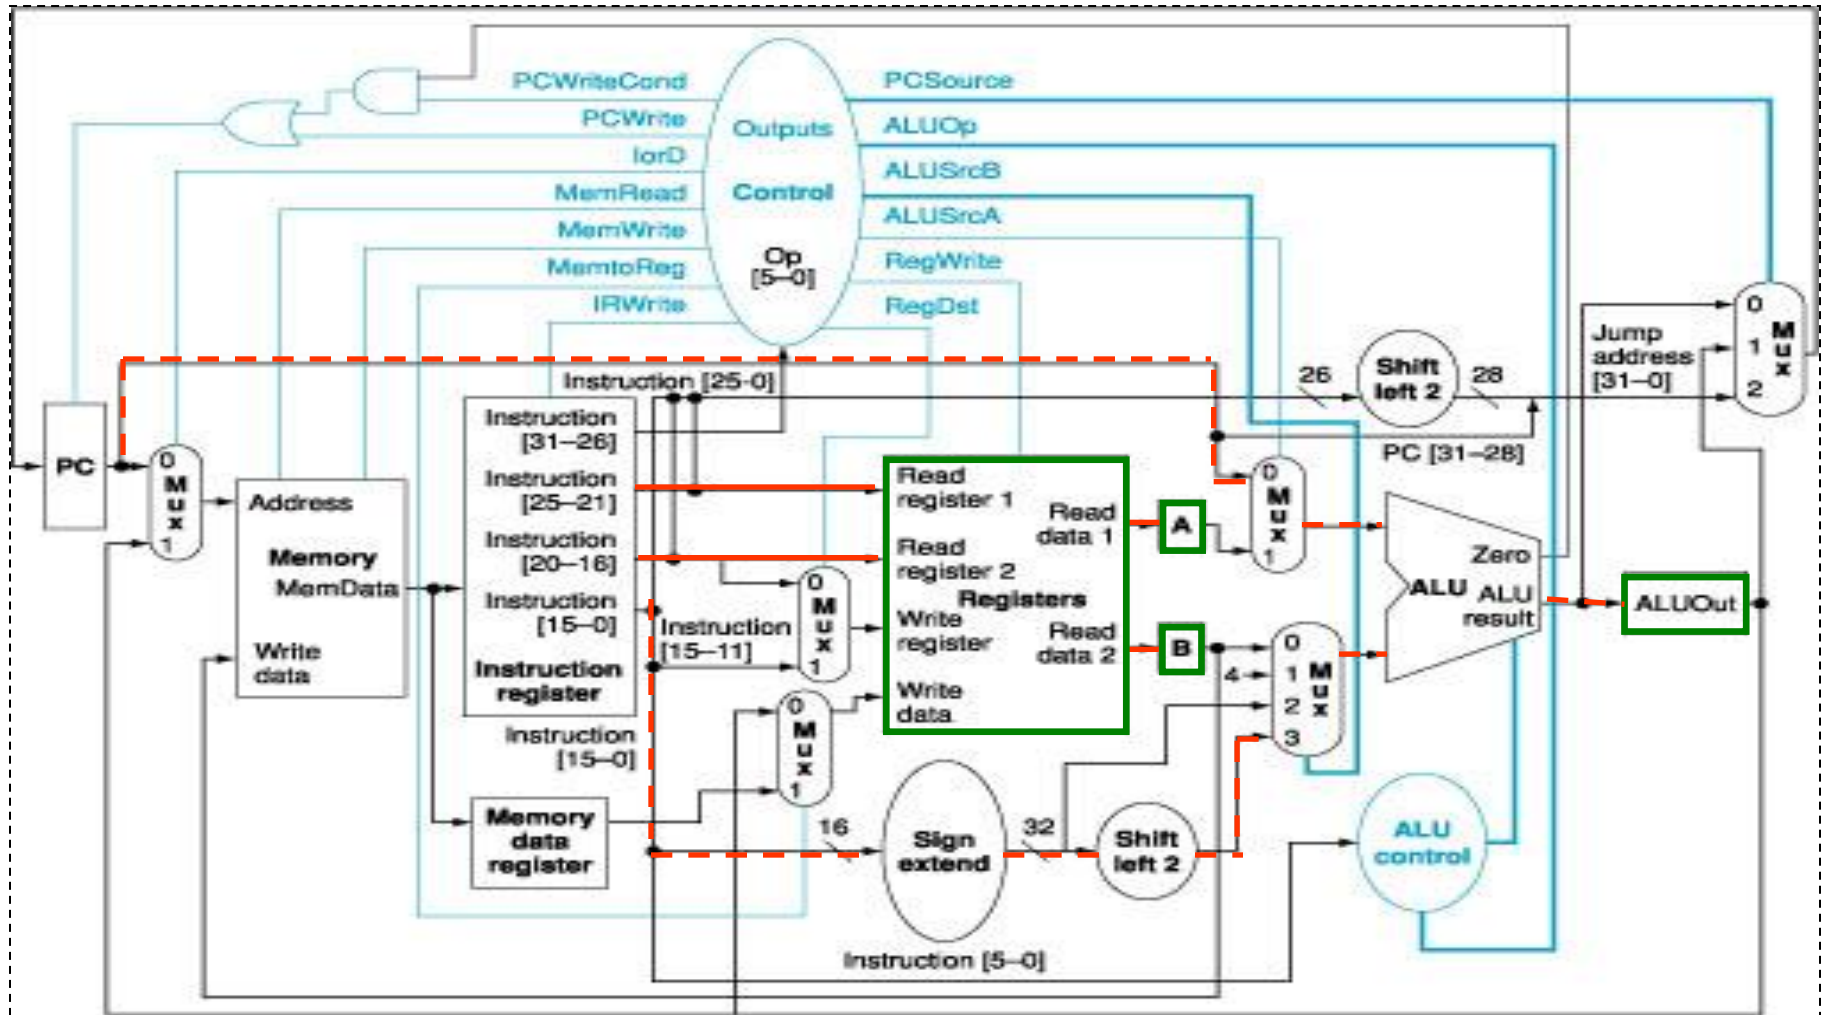 PCWriteCond
PCWrite
IorD
MemRead
MemWrite
MemtoReg
IRWrite
Outputs
Control
Op
[5–0]
PCSource
ALUOp
ALUSrcB
ALUSrcA
RegWrite
RegDst
Instruction [25-0]
26
Shift
left 2
28
Jump
address
[31–0]
0
1
2
M
u
x
PC [31–28]
PC
0
M
u
x
1
Address
Memory
MemData
Write
data
Instruction
[31–26]
Instruction
[25–21]
Instruction
[20–16]
Instruction
[15–0]
Instruction
register
Instruction
[15–0]
Instruction
[15–11]
Memory
data
register
0
M
u
x
1
0
M
u
x
1
Read
register 1
Read
register 2
Registers
Write
register
Write
data
Read
data 1
Read
data 2
A
B
4
0
M
u
x
1
0
1
2
3
M
u
x
Zero
ALU
ALU
result
ALUOut
16
Sign
extend
32
Shift
left 2
ALU
control
Instruction [5–0]